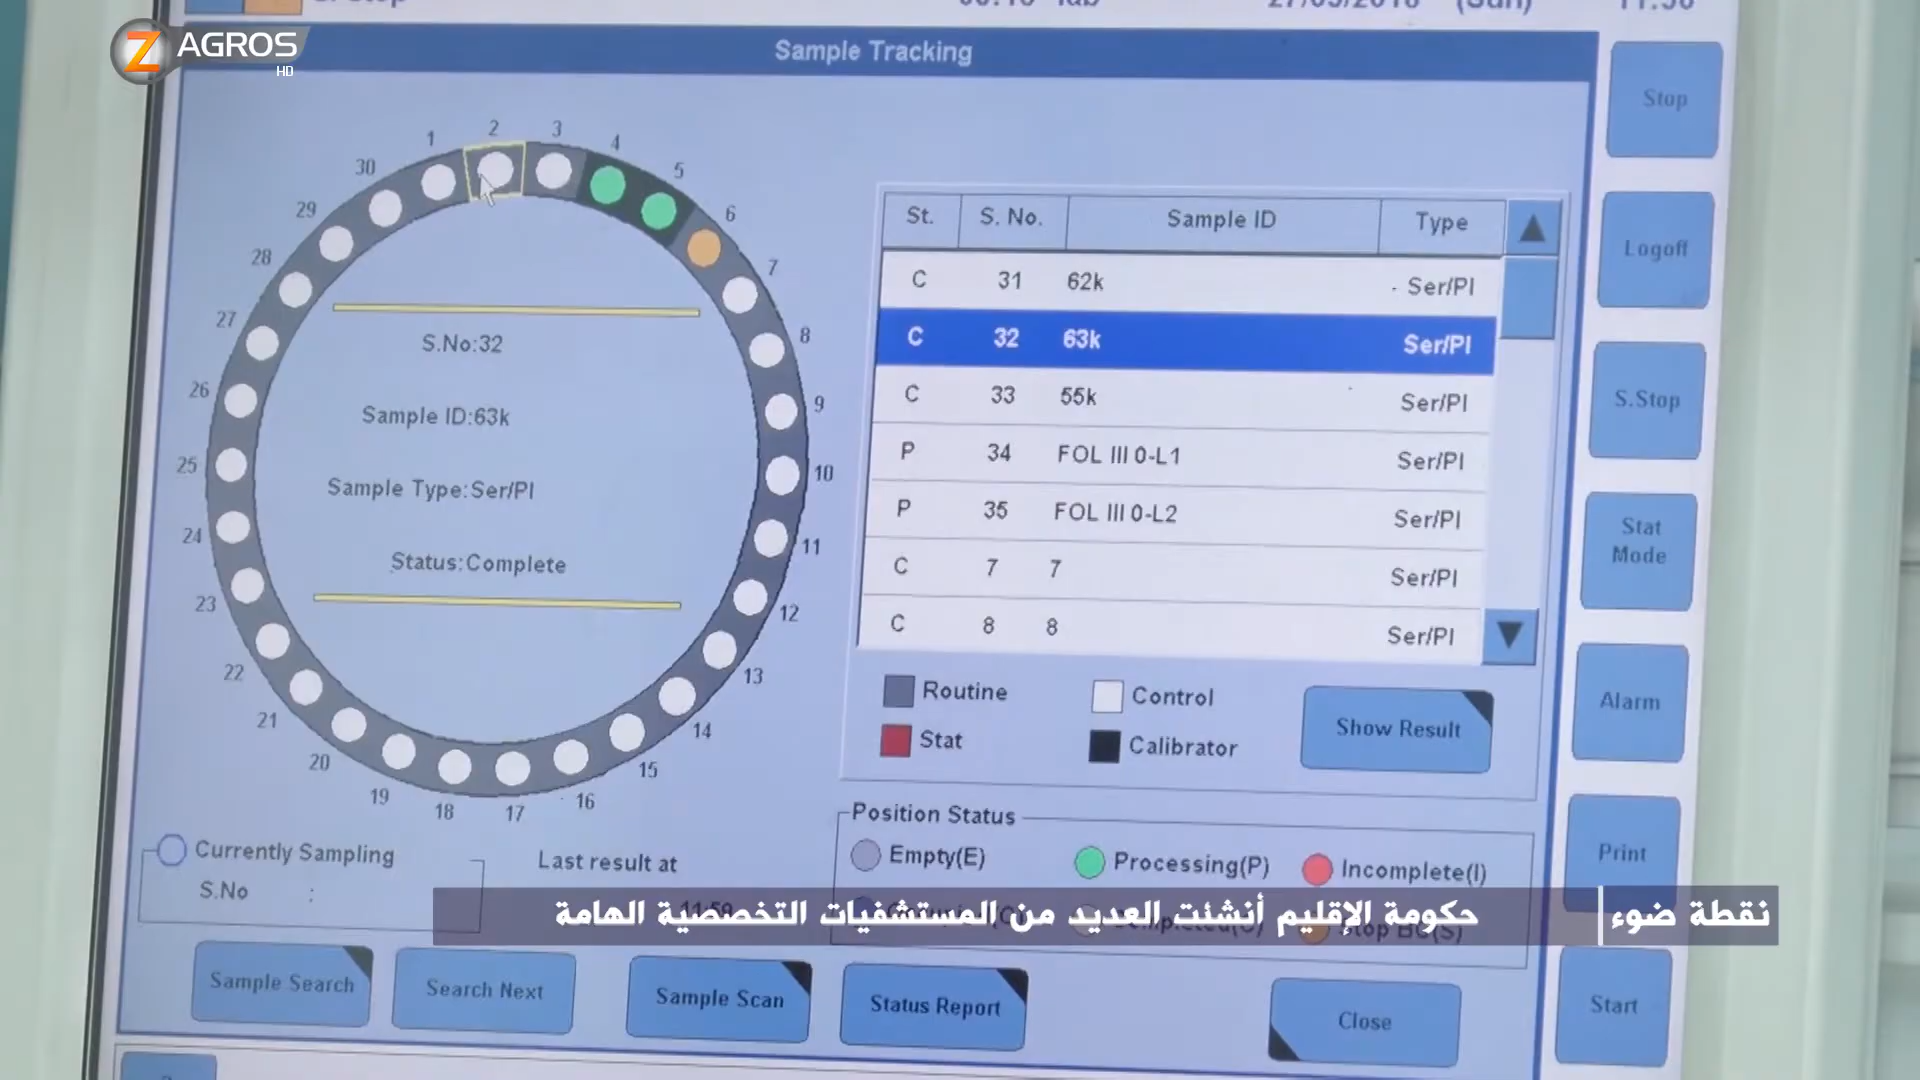 ZAGROS
HD
Sample Tracking
Stop
Logoff
S.Stop
Stat
Mode
Alarm
Print
Start
1
2
3
4
5
6
7
8
9
10
11
12
13
14
15
16
17
18
19
20
21
22
23
24
25
26
27
28
29
30
S.No:32
Sample ID:63k
Sample Type:Ser/Pl
Status:Complete
St. S. No. Sample ID Type
C 31 62k Ser/Pl
C 32 63k Ser/Pl
C 33 55k Ser/Pl
P 34 FOL III 0-L1 Ser/Pl
P 35 FOL III 0-L2 Ser/Pl
C 7 7 Ser/Pl
C 8 8 Ser/Pl
Routine Control
Stat Calibrator
Show Result
Position Status
Empty(E) Processing(P) Incomplete(I)
Currently Sampling
S.No :
Last result at
نقطة ضوء
حكومة الإقليم أنشئت العديد من المستشفيات التخصصية الهامة
Sample Search
Search Next
Sample Scan
Status Report
Close